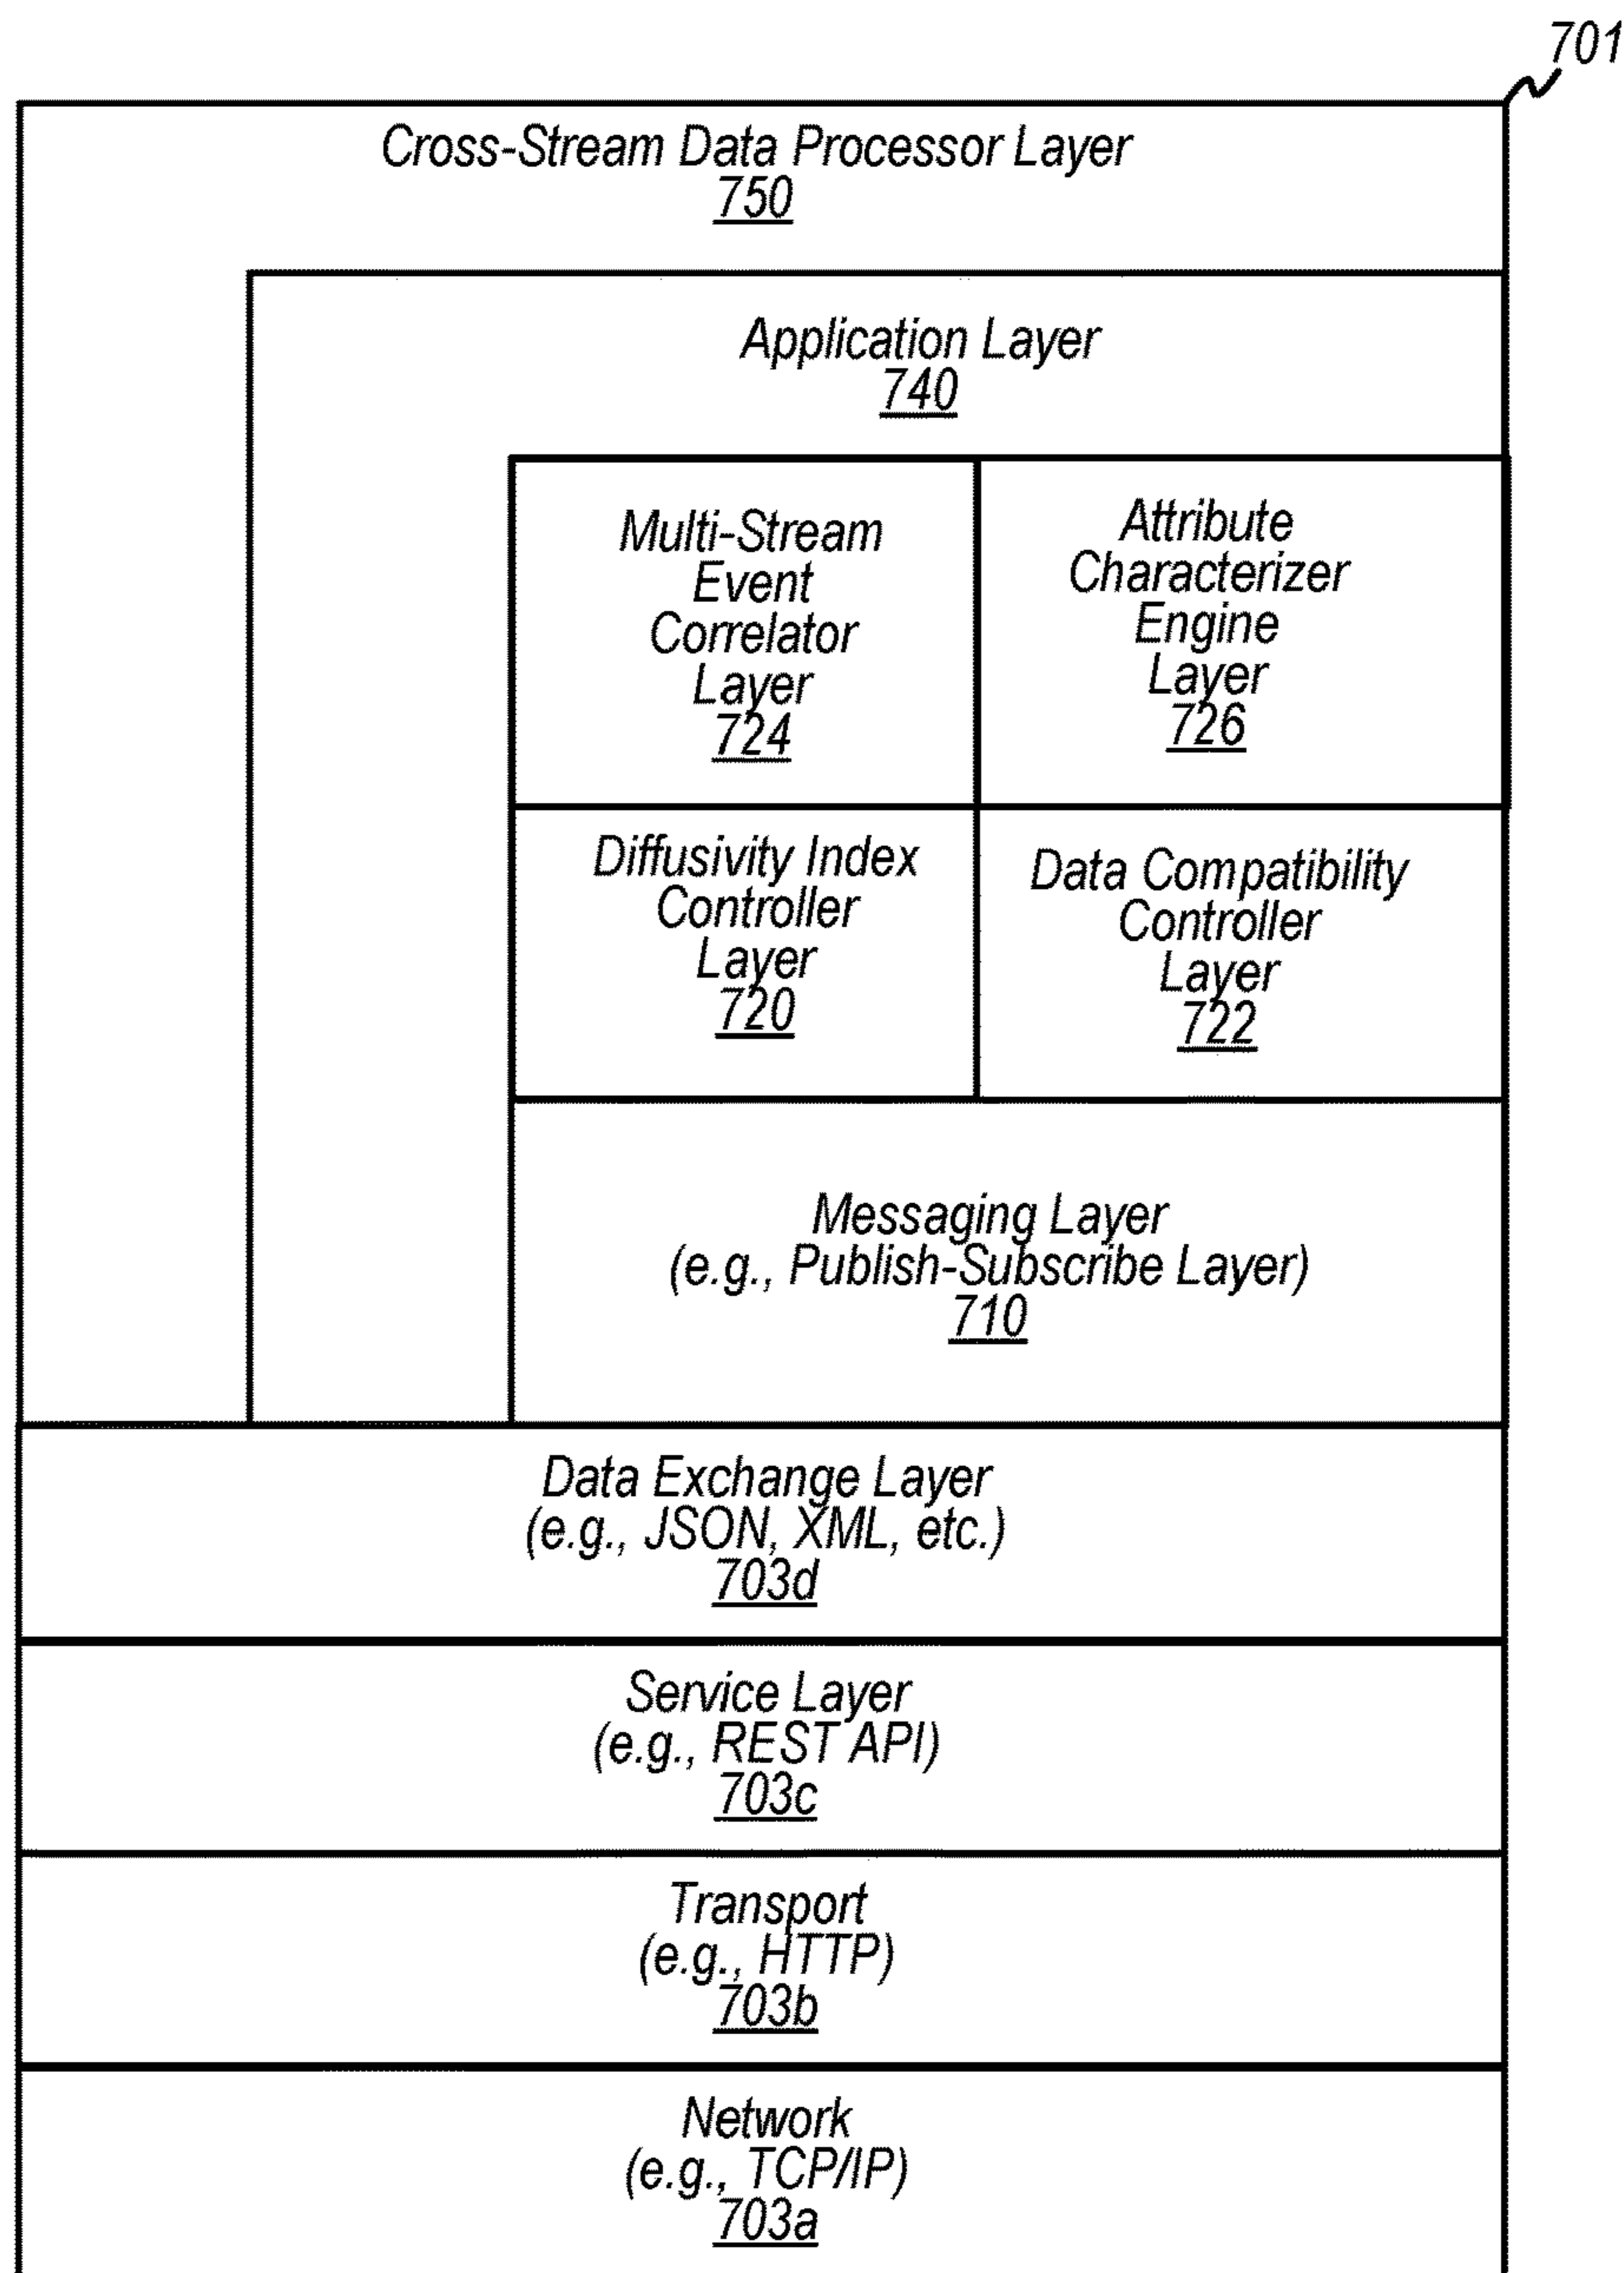 701
Cross-Stream Data Processor Layer
750
Application Layer
740
Multi-Stream
Event
Correlator
Layer
724
Attribute
Characterizer
Engine
Layer
726
Diffusivity Index
Controller
Layer
720
Data Compatibility
Controller
Layer
722
Messaging Layer
(e.g., Publish-Subscribe Layer)
710
Data Exchange Layer
(e.g., JSON, XML, etc.)
703d
Service Layer
(e.g., REST API)
703c
Transport
(e.g., HTTP)
703b
Network
(e.g., TCP/IP)
703a